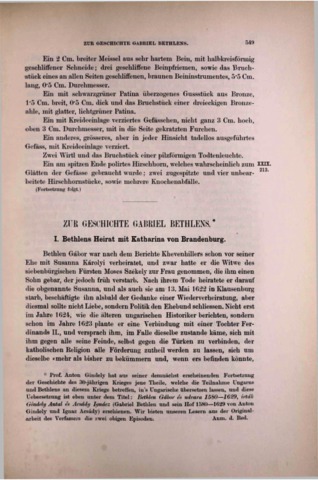 ZUR GESCHICHTE GABRIEL BETHLENS. 549
Ein 2 Cm. breiter Meissel aus sehr hartem Bein, mit halbkreisförmig
geschliffener Schneide; drei geschliffene Beinpfriemen, sowie das Bruch-
stück eines an allen Seiten geschliffenen, braunen Beininstrumentes, 5·5 Cm.
lang, 0·5 Cm. Durchmesser.
Ein mit schwarzgrüner Patina überzogenes Gussstück aus Bronze,
1·5 Cm. breit, 0·5 Cm. dick und das Bruchstück einer dreieckigen Bronze-
ahle, mit glatter, lichtgrüner Patina.
Ein mit Kreideeinlage verziertes Gefässchen, nicht ganz 3 Cm. hoch,
oben 3 Cm. Durchmesser, mit in die Seite gekratzten Furchen.
Ein anderes, grösseres, aber in jeder Hinsicht tadellos ausgeführtes
Gefäss, mit Kreideeinlage verziert.
Zwei Wirtl und das Bruchstück einer pilzförmigen Todtenleuchte.
Ein am spitzen Ende polirtes Hirschhorn, welches wahrscheinlich zum XXIX.
Glätten der Gefässe gebraucht wurde; zwei zugespitzte und vier unbear- 212.
beitete Hirschhornstücke, sowie mehrere Knochenabfälle.
(Fortsetzung folgt.)
ZUR GESCHICHTE GABRIEL BETHLENS.*
I. Bethlens Heirat mit Katharina von Brandenburg.
Bethlen Gábor war nach dem Berichte Khevenhillers schon vor seiner
Ehe mit Susanna Károlyi verheiratet, und zwar hatte er die Witwe des
siebenbürgischen Fürsten Moses Székely zur Frau genommen, die ihm einen
Sohn gebar, der jedoch früh verstarb. Nach ihrem Tode heiratete er darauf
die obgenannte Susanna, und als auch sie am 13. Mai 1622 in Klausenburg
starb, beschäftigte ihn alsbald der Gedanke einer Wiederverheiratung, aber
diesmal sollte nicht Liebe, sondern Politik den Ehebund schliessen. Nicht erst
im Jahre 1624, wie die älteren ungarischen Historiker berichten, sondern
schon im Jahre 1623 plante er eine Verbindung mit einer Tochter Fer-
dinands II., und versprach ihm, im Falle dieselbe zustande käme, sich mit
ihm gegen alle seine Feinde, selbst gegen die Türken zu verbinden, der
katholischen Religion alle Förderung zutheil werden zu lassen, sich um
dieselbe «mehr als bisher zu bekümmern und, wenn er befinden könnte,
* Prof. Anton Gindely hat aus seiner demnächst erscheinenden Fortsetzung
der Geschichte des 30-jährigen Kriegs jene Theile, welche die Teilnahme Ungarns
und Bethlens an diesem Kriege betreffen, in's Ungarische übersetzen lassen, und diese
Uebersetzung ist eben unter dem Titel: Bethlen Gábor és udvara 1580—1629, irták
Gindely Antal és Acsády Ignácz (Gabriel Bethlen und sein Hof 1580—1629 von Anton
Gindely und Ignaz Acsády) erschienen. Wir bieten unseren Lesern aus der Original-
arbeit des Verfassers die zwei obigen Episoden. Anm. d. Red.